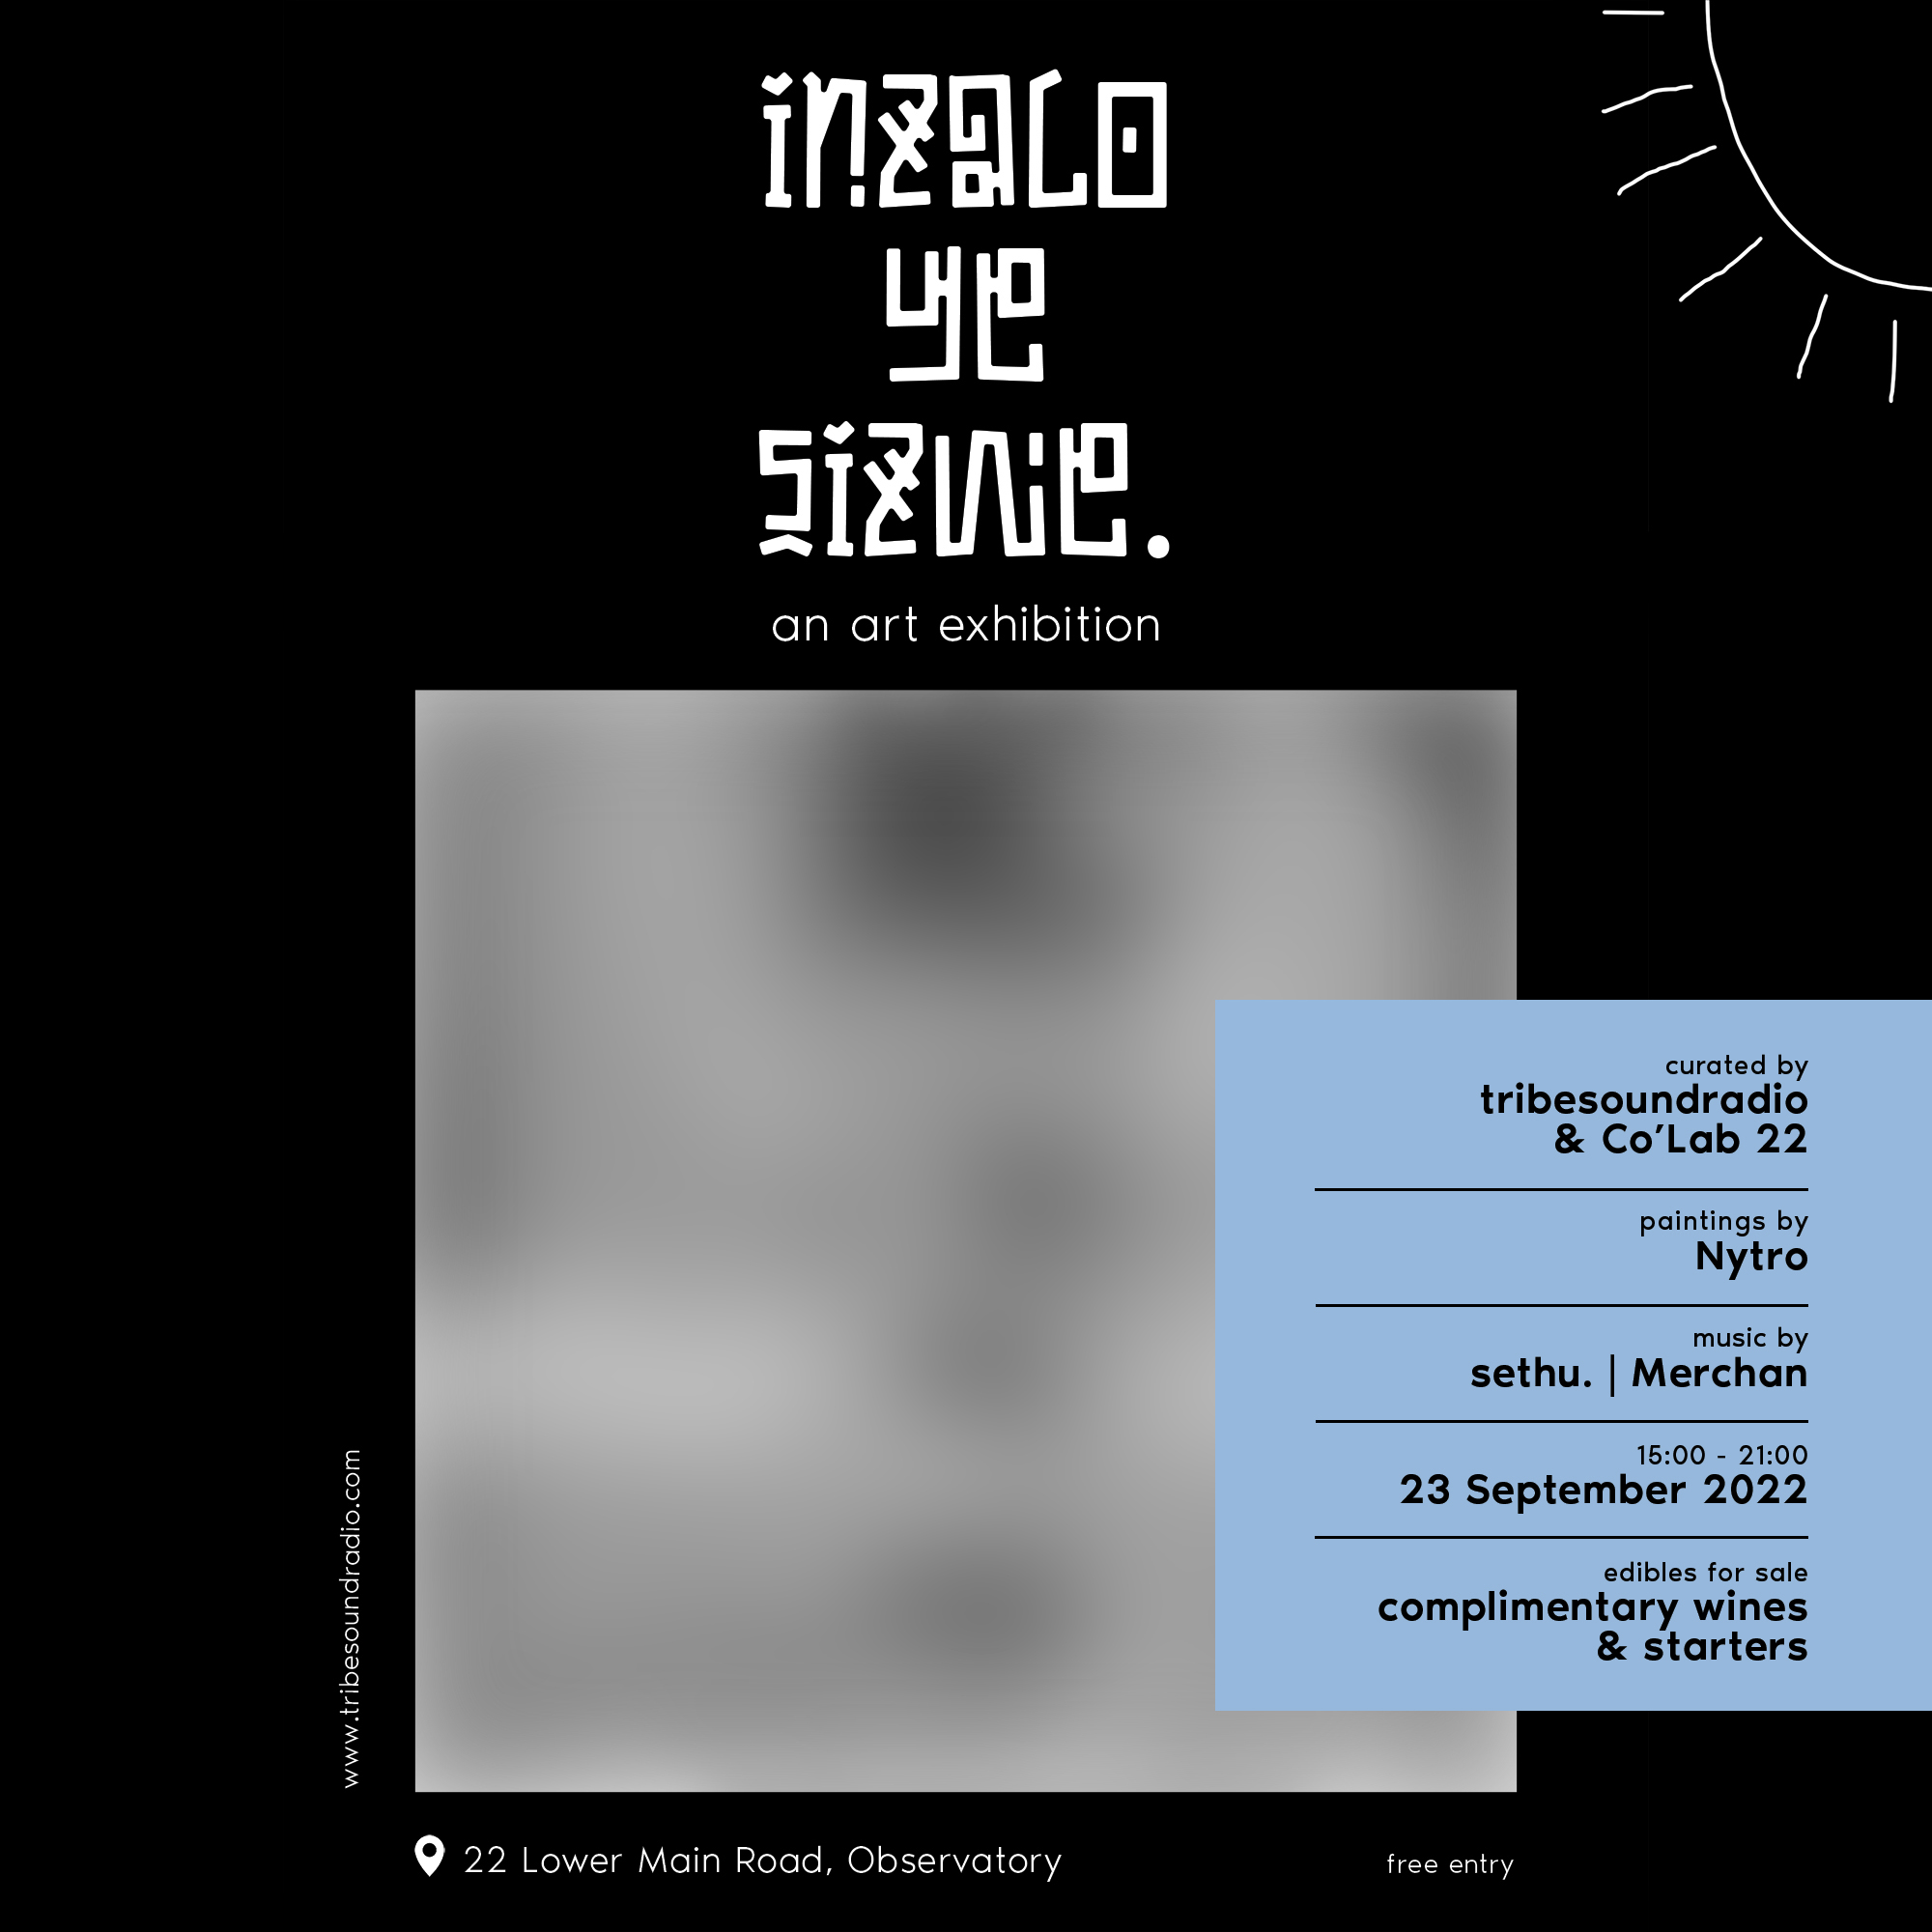 inzalo
ye
sizwe.
an art exhibition
curated by
tribesoundradio
& Co'Lab 22
paintings by
Nytro
music by
sethu. | Merchan
15:00 - 21:00
23 September 2022
edibles for sale
complimentary wines
& starters
www.tribesoundradio.com
22 Lower Main Road, Observatory
free entry